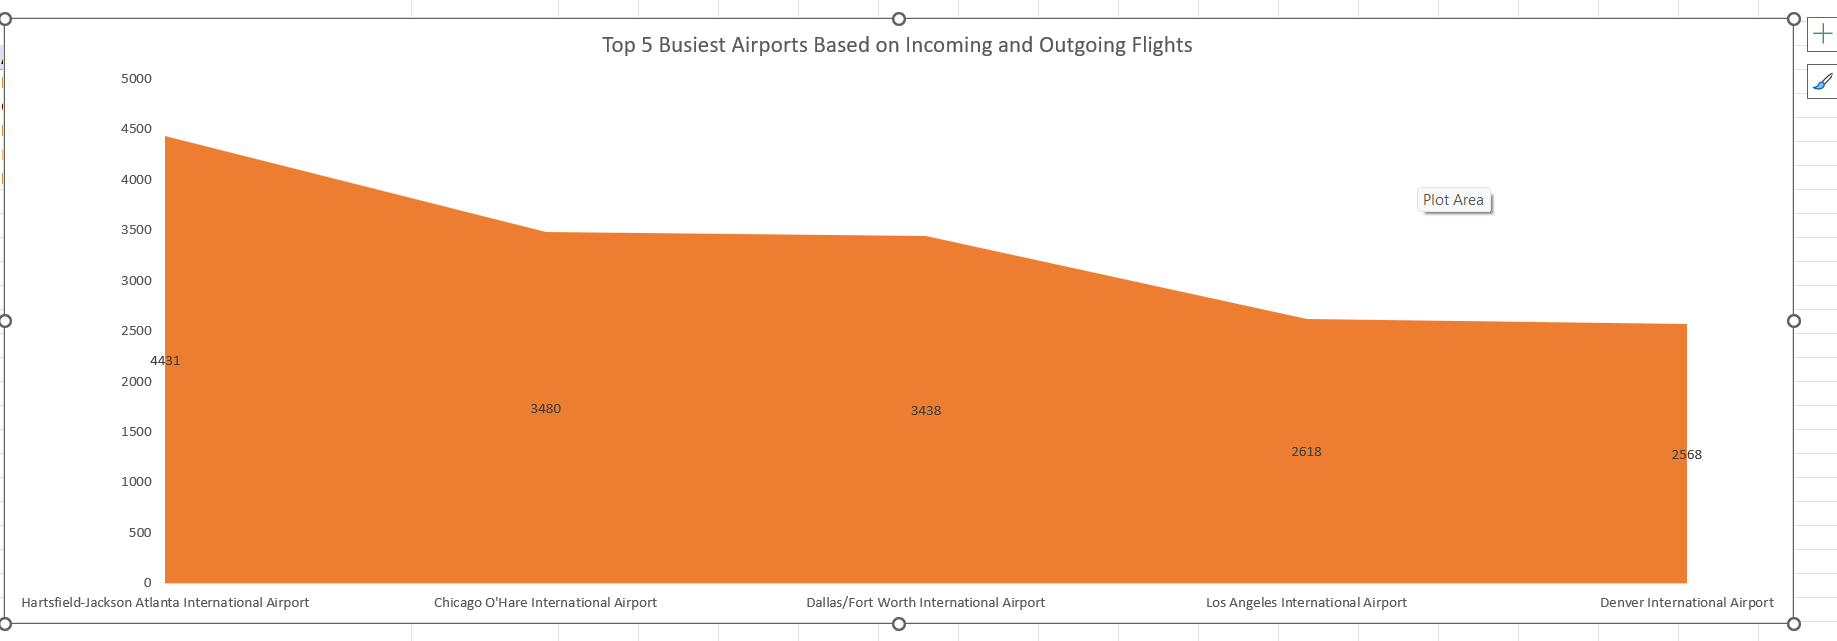 Top 5 Busiest Airports Based on Incoming and Outgoing Flights
5000
4500
4000
3500
3000
2500
2000
1500
1000
500
0
Plot Area
4431
3480
3438
2618
2568
Hartsfield-Jackson Atlanta International Airport
Chicago O'Hare International Airport
Dallas/Fort Worth International Airport
Los Angeles International Airport
Denver International Airport